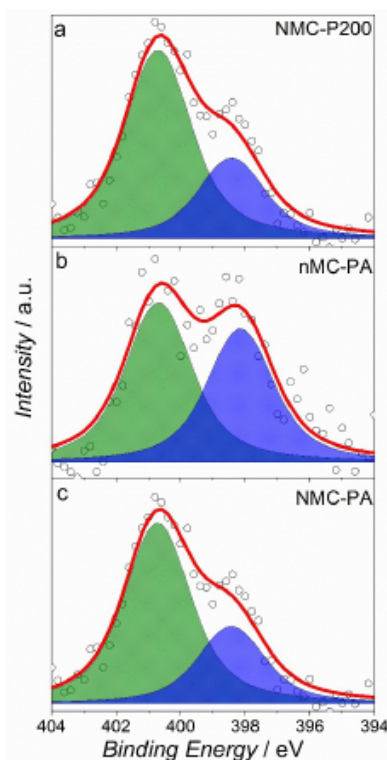 a NMC-P200
b nMC-PA
Intensity / a.u.
c NMC-PA
404 402 400 398 396 394
Binding Energy / eV